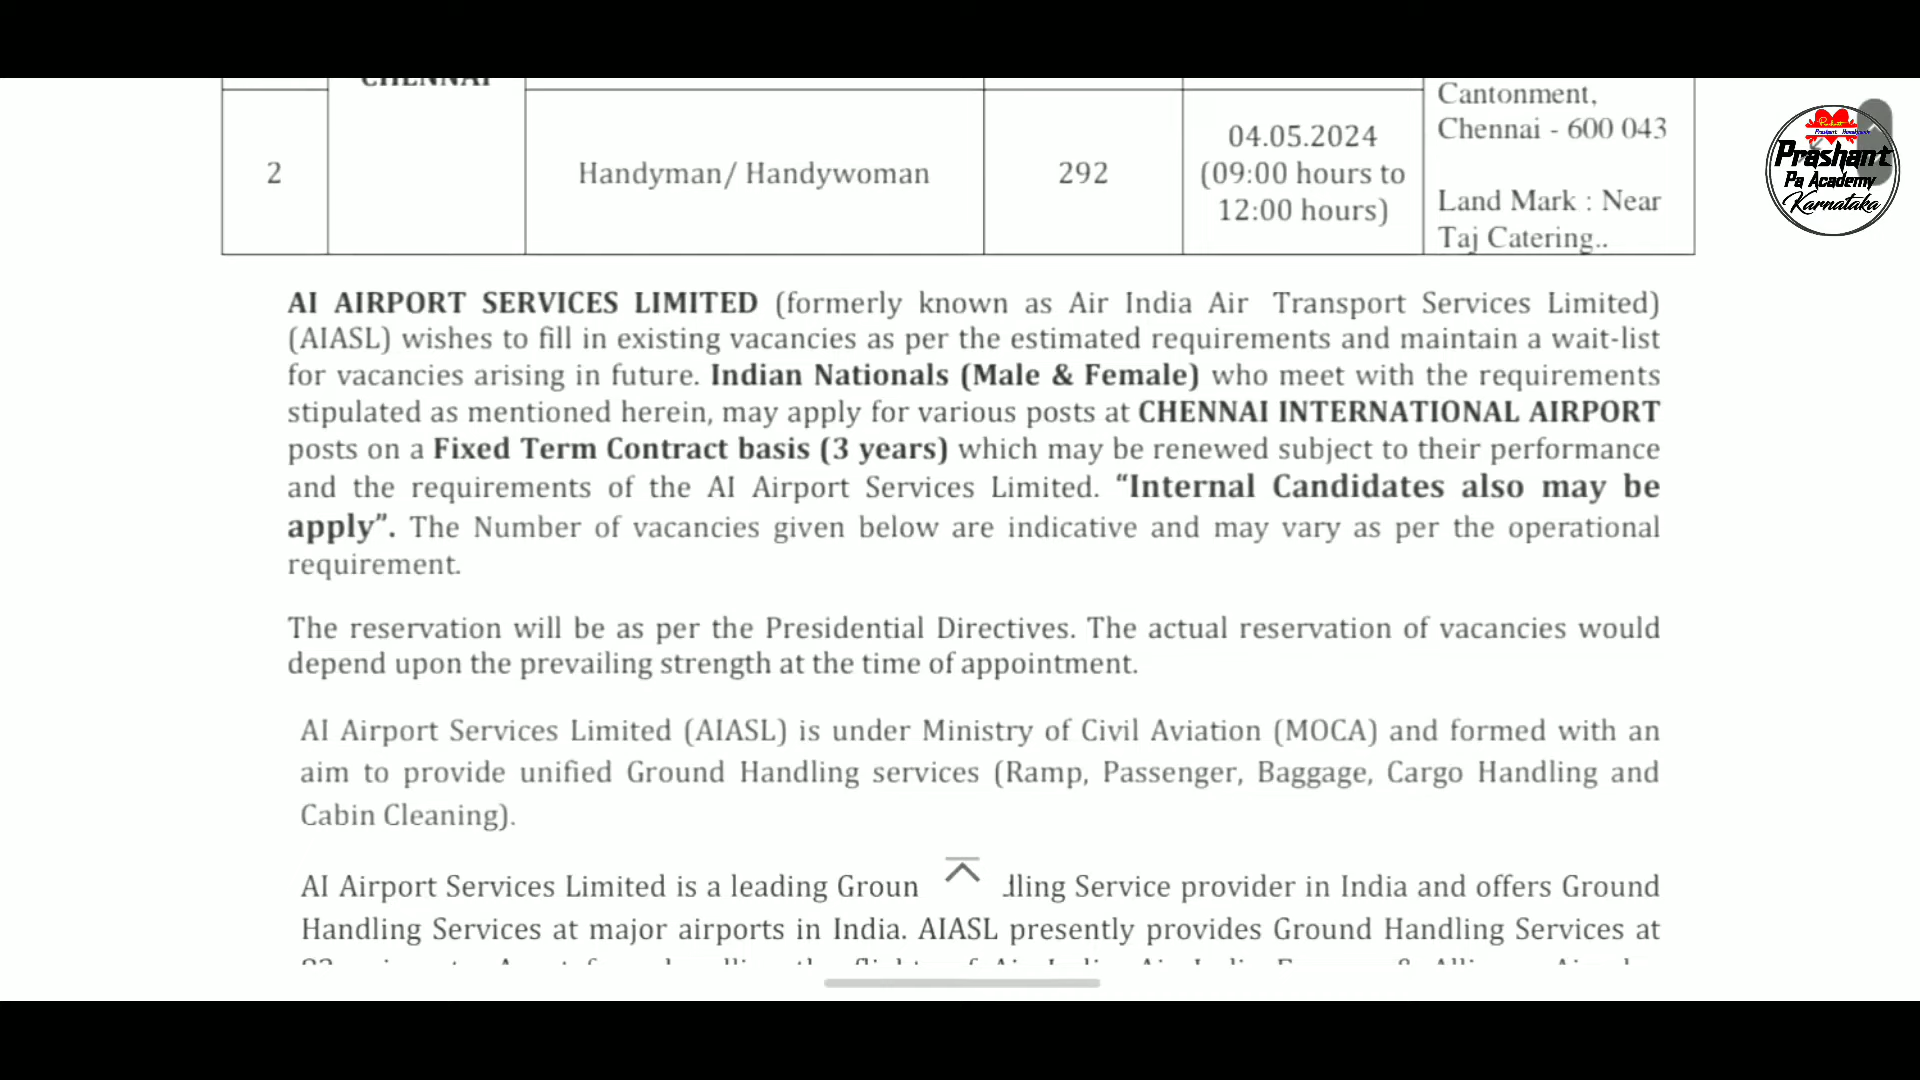 CHENNAI
Cantonment,
Chennai - 600 043
2
Handyman/ Handywoman
292
04.05.2024
(09:00 hours to
12:00 hours)
Land Mark : Near
Taj Catering..
Prashant
Pa Academy
Karnataka
AI AIRPORT SERVICES LIMITED (formerly known as Air India Air Transport Services Limited)
(AIASL) wishes to fill in existing vacancies as per the estimated requirements and maintain a wait-list
for vacancies arising in future. Indian Nationals (Male & Female) who meet with the requirements
stipulated as mentioned herein, may apply for various posts at CHENNAI INTERNATIONAL AIRPORT
posts on a Fixed Term Contract basis (3 years) which may be renewed subject to their performance
and the requirements of the AI Airport Services Limited. “Internal Candidates also may be
apply”. The Number of vacancies given below are indicative and may vary as per the operational
requirement.
The reservation will be as per the Presidential Directives. The actual reservation of vacancies would
depend upon the prevailing strength at the time of appointment.
AI Airport Services Limited (AIASL) is under Ministry of Civil Aviation (MOCA) and formed with an
aim to provide unified Ground Handling services (Ramp, Passenger, Baggage, Cargo Handling and
Cabin Cleaning).
AI Airport Services Limited is a leading Groun dling Service provider in India and offers Ground
Handling Services at major airports in India. AIASL presently provides Ground Handling Services at